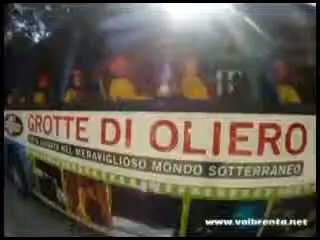 GROTTE DI OLIERO
NEL MERAVIGLIOSO MONDO SOTTERRANEO
www.valbrenta.net